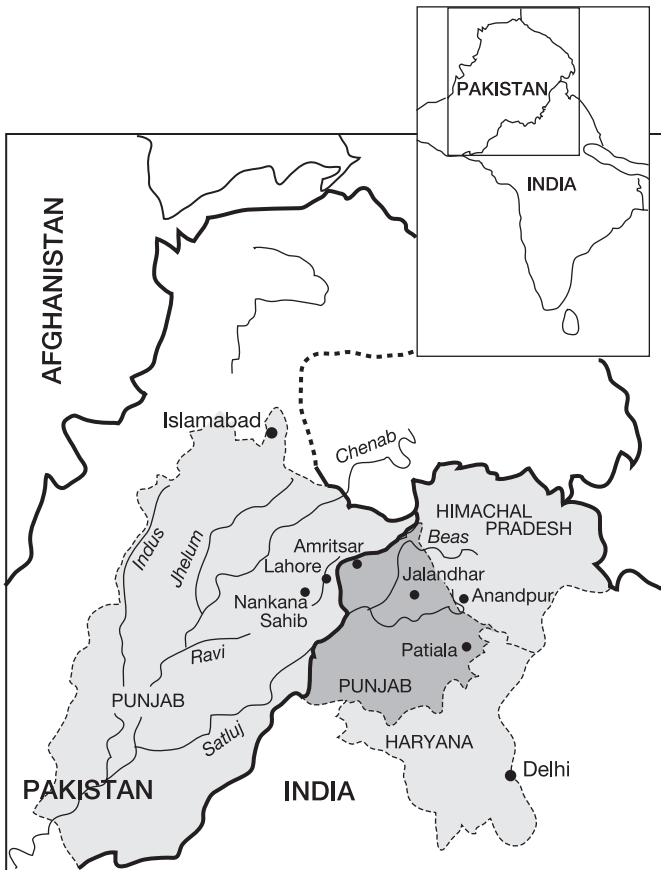 PAKISTAN
INDIA
AFGHANISTAN
Islamabad
Chenab
HIMACHAL
PRADESH
Indus
Jhelum
Amritsar
Beas
Lahore
Jalandhar
Nankana
Sahib
Anandpur
Ravi
Patiala
PUNJAB
PUNJAB
Satluj
HARYANA
Delhi
PAKISTAN
INDIA